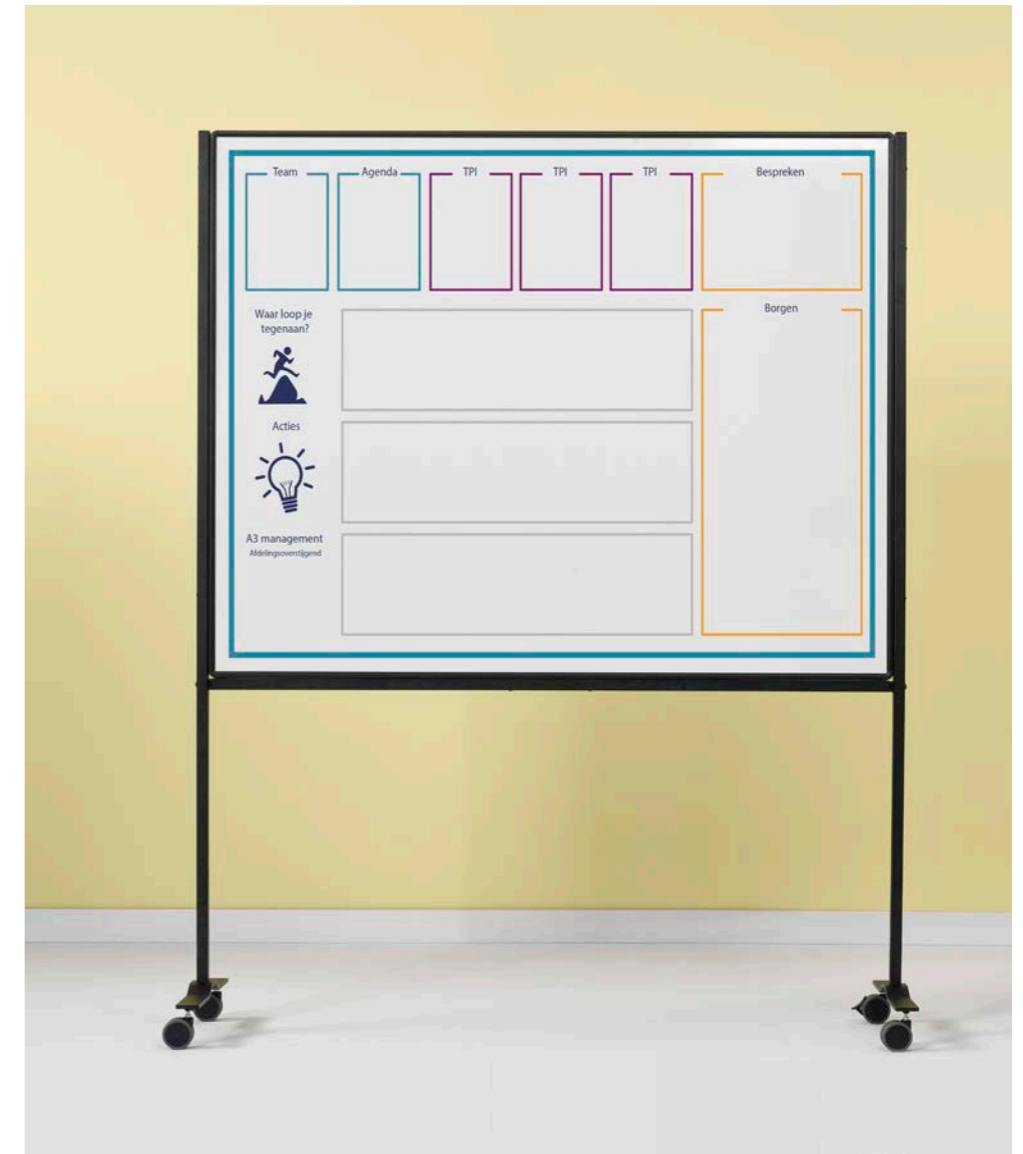 Team
Agenda
TPI
TPI
TPI
Bespreken
Waar loop je
tegenaan?
Borgen
Acties
A3 management
Afdelingsoverstijgend